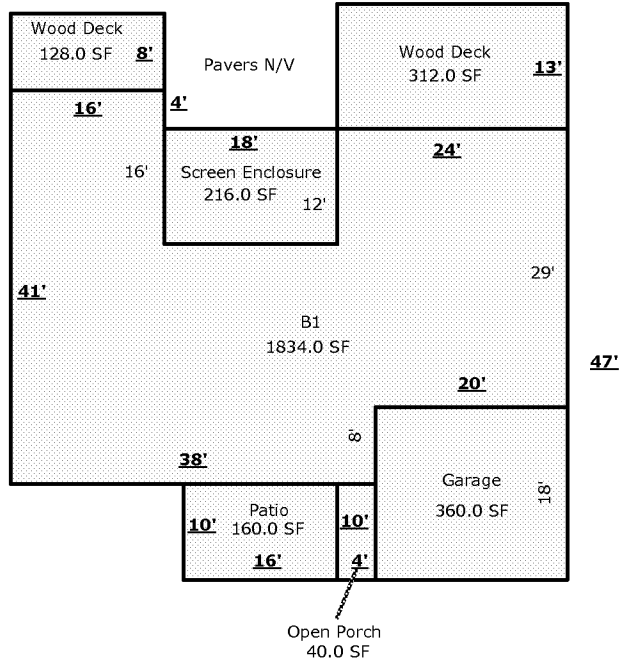 Wood Deck
128.0 SF
8'
Pavers N/V
Wood Deck
312.0 SF
13'
16'
4'
18'
24'
16'
Screen Enclosure
216.0 SF
12'
29'
41'
B1
1834.0 SF
47'
20'
8'
38'
Garage
360.0 SF
18'
Patio
160.0 SF
10'
16'
10'
4'
Open Porch
40.0 SF